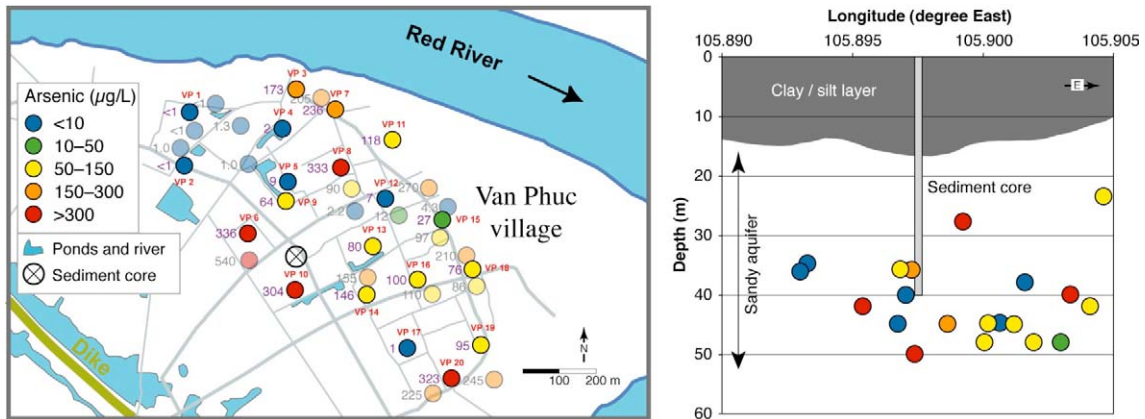 Red River
Arsenic (µg/L)
<10
10–50
50–150
150–300
>300
Ponds and river
Sediment core
VP 1
<1
<1
<1
1.0
1.3
1.0
VP 2
<1
VP 3
173
205
VP 7
236
VP 4
2
VP 11
118
VP 8
333
VP 5
9
VP 9
64
90
VP 12
7
270
4.3
2.2
12
VP 15
27
97
Van Phuc
village
VP 6
336
540
VP 13
80
210
VP 18
76
86
VP 10
304
155
146
VP 14
VP 16
100
110
VP 17
1
VP 19
95
VP 20
323
245
225
Dike
N
100 200 m
Longitude (degree East)
105.890 105.895 105.900 105.905
0
Clay / silt layer
E
10
20
Sediment core
30
Depth (m)
Sandy aquifer
40
50
60